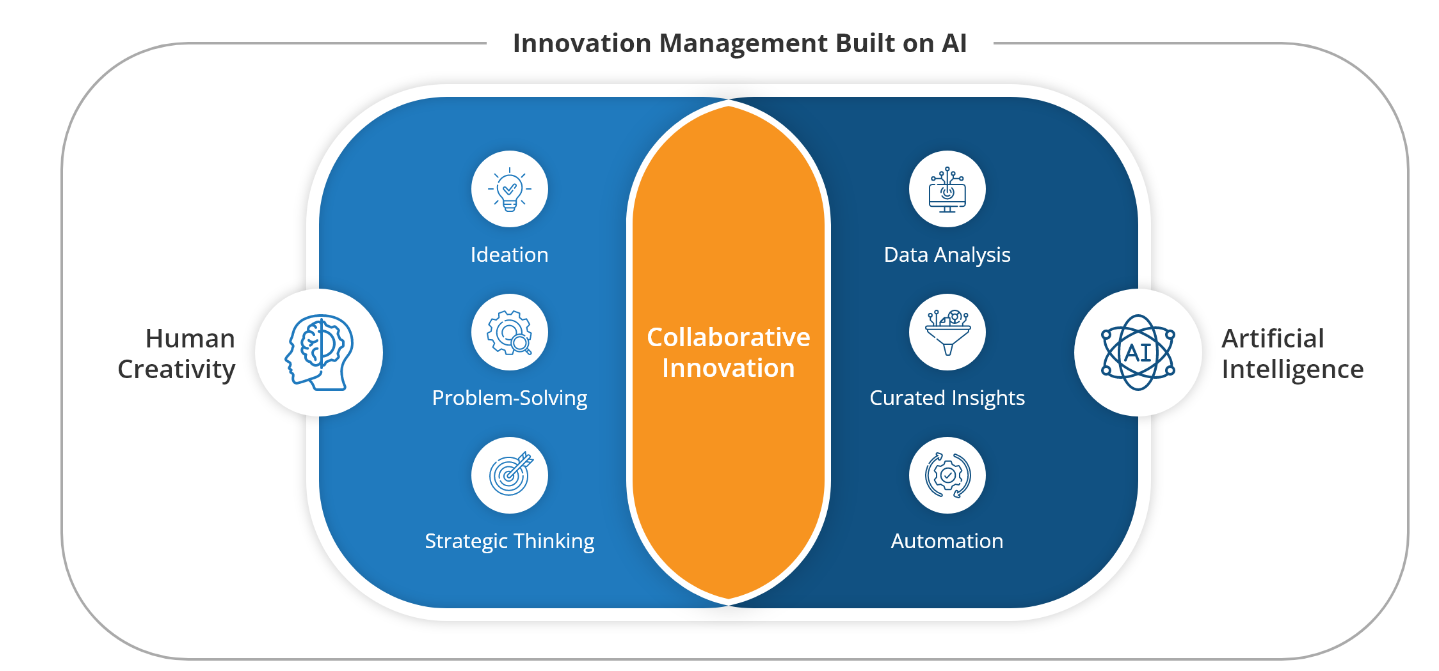 Innovation Management Built on AI
Human
Creativity
Ideation
Problem-Solving
Strategic Thinking
Collaborative
Innovation
Data Analysis
Curated Insights
Automation
AI
Artificial
Intelligence